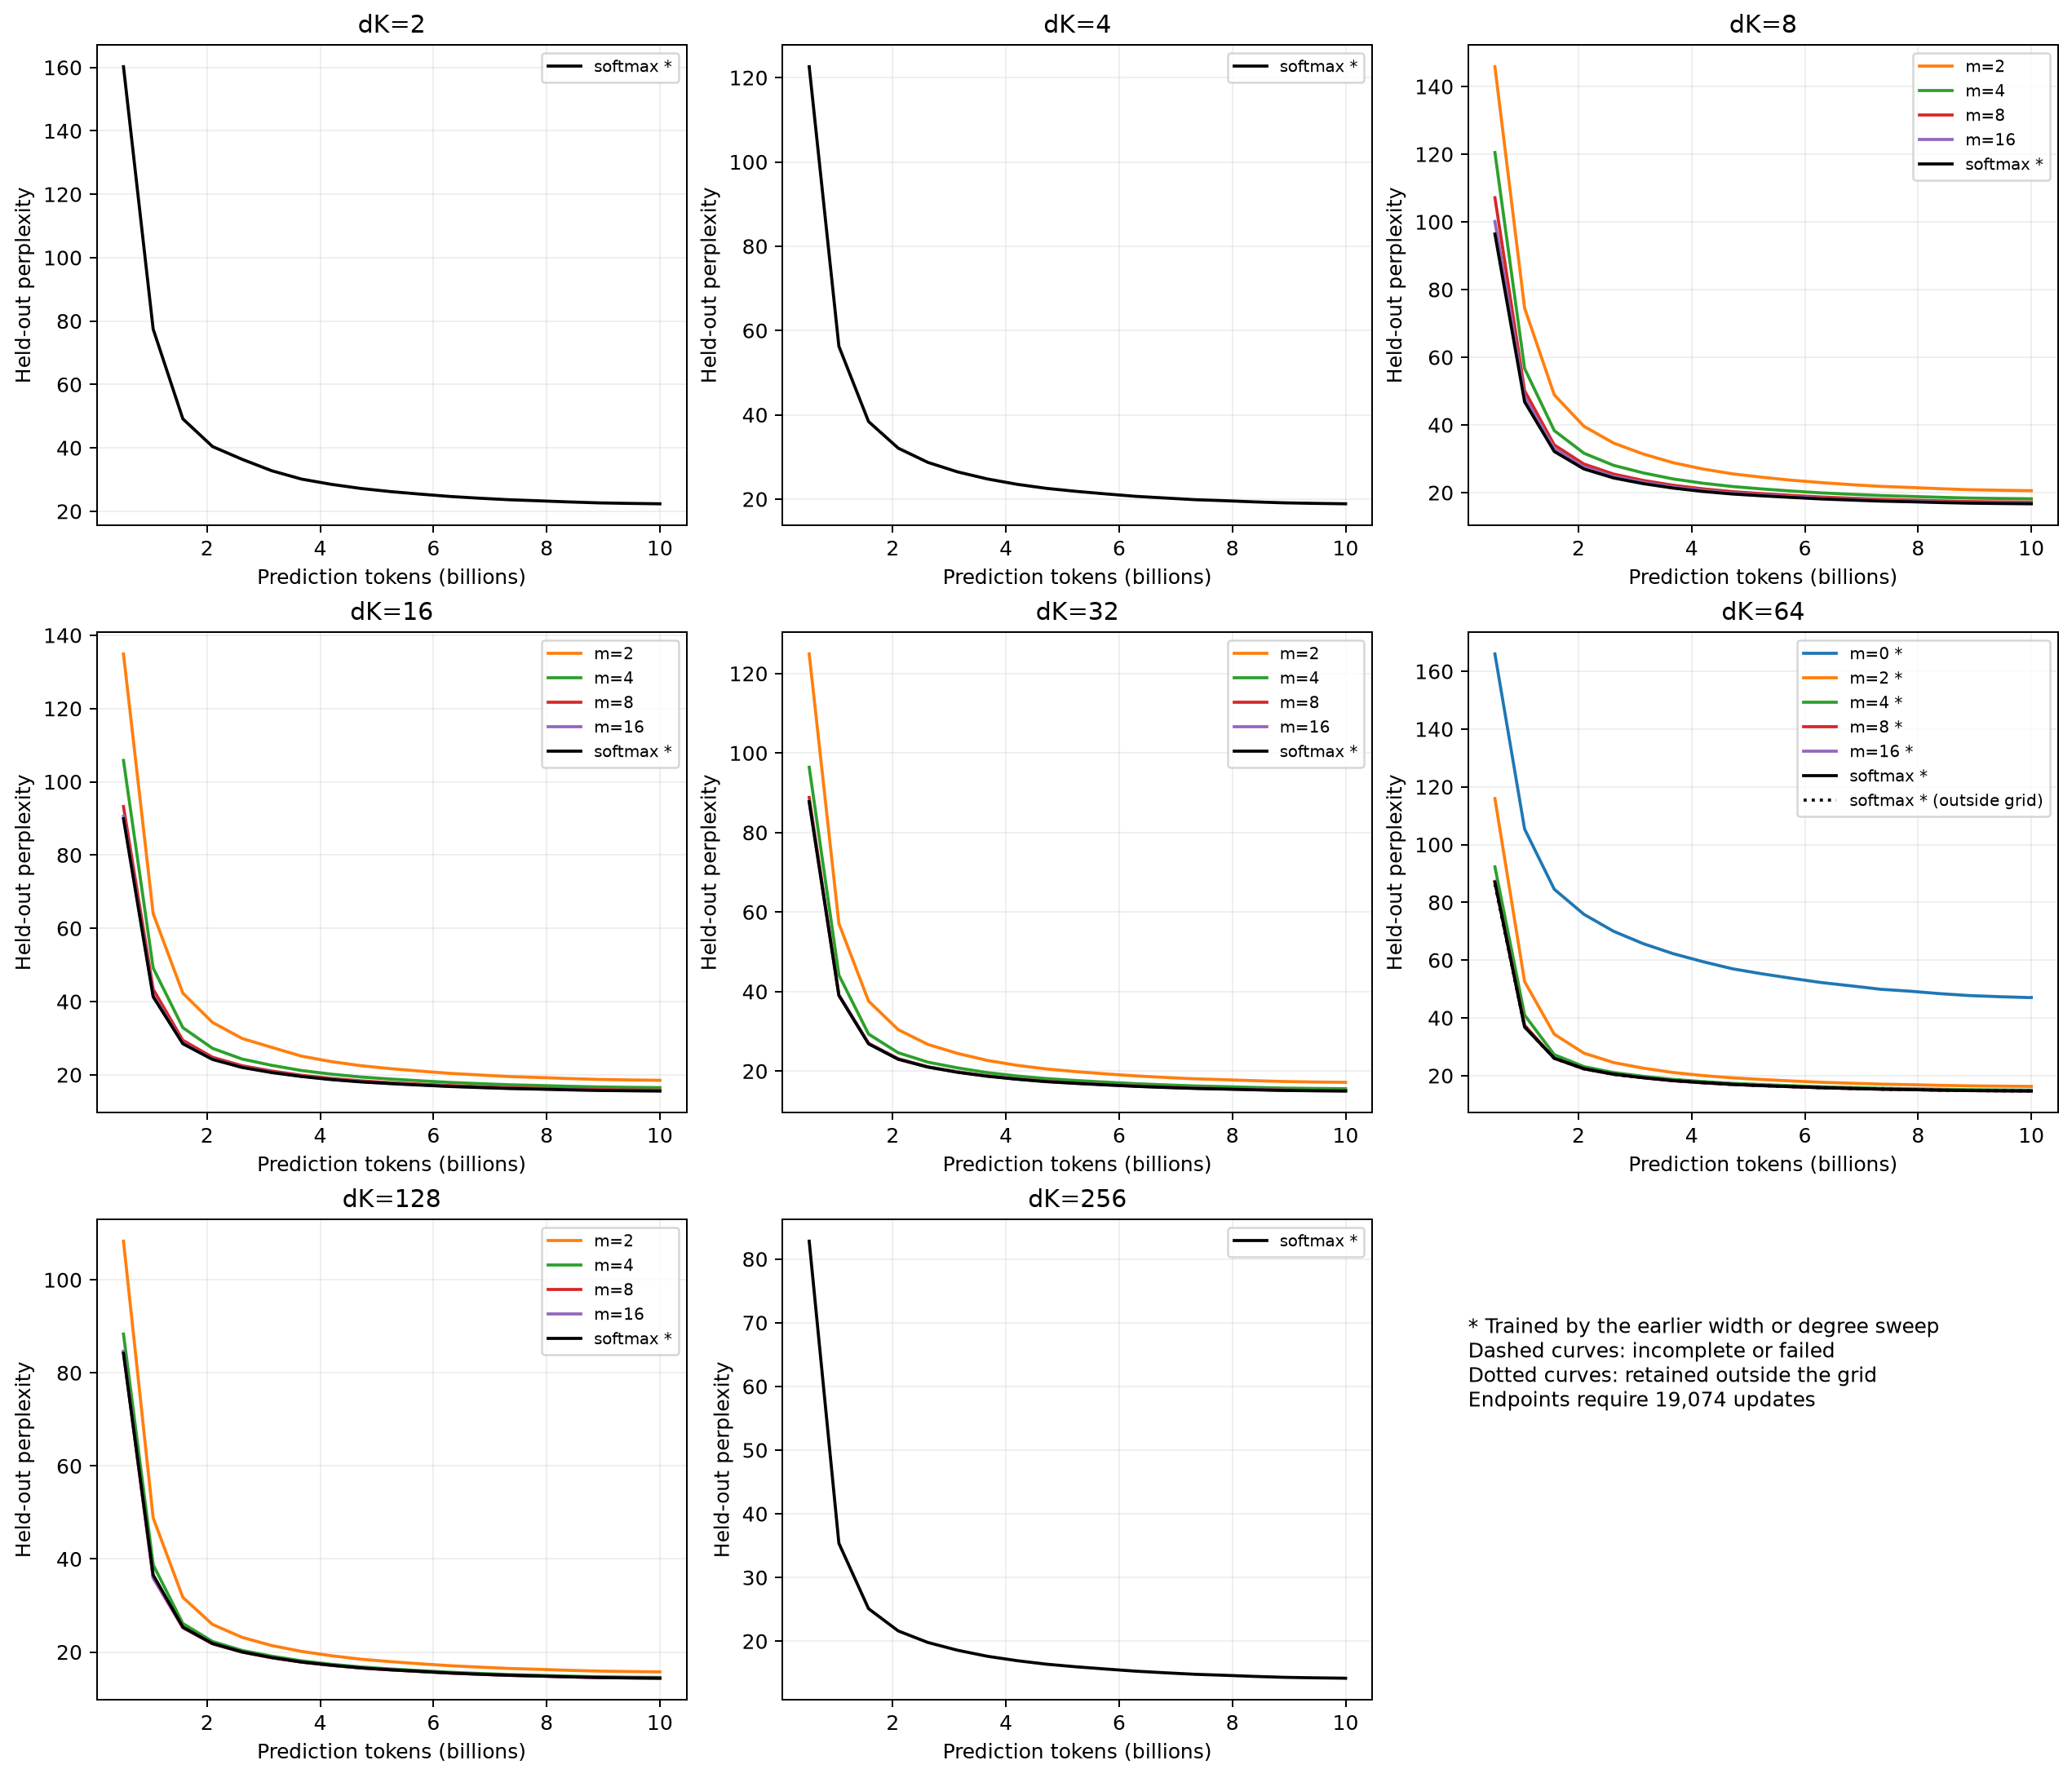 dK=2
160
140
120
100
80
60
40
20
Held-out perplexity
softmax *
2 4 6 8 10
Prediction tokens (billions)
dK=4
120
100
80
60
40
20
Held-out perplexity
softmax *
2 4 6 8 10
Prediction tokens (billions)
dK=8
140
120
100
80
60
40
20
Held-out perplexity
m=2
m=4
m=8
m=16
softmax *
2 4 6 8 10
Prediction tokens (billions)
dK=16
140
120
100
80
60
40
20
Held-out perplexity
m=2
m=4
m=8
m=16
softmax *
2 4 6 8 10
Prediction tokens (billions)
dK=32
120
100
80
60
40
20
Held-out perplexity
m=2
m=4
m=8
m=16
softmax *
2 4 6 8 10
Prediction tokens (billions)
dK=64
160
140
120
100
80
60
40
20
Held-out perplexity
m=0 *
m=2 *
m=4 *
m=8 *
m=16 *
softmax *
softmax * (outside grid)
2 4 6 8 10
Prediction tokens (billions)
dK=128
100
80
60
40
20
Held-out perplexity
m=2
m=4
m=8
m=16
softmax *
2 4 6 8 10
Prediction tokens (billions)
dK=256
80
70
60
50
40
30
20
Held-out perplexity
softmax *
2 4 6 8 10
Prediction tokens (billions)
* Trained by the earlier width or degree sweep
Dashed curves: incomplete or failed
Dotted curves: retained outside the grid
Endpoints require 19,074 updates